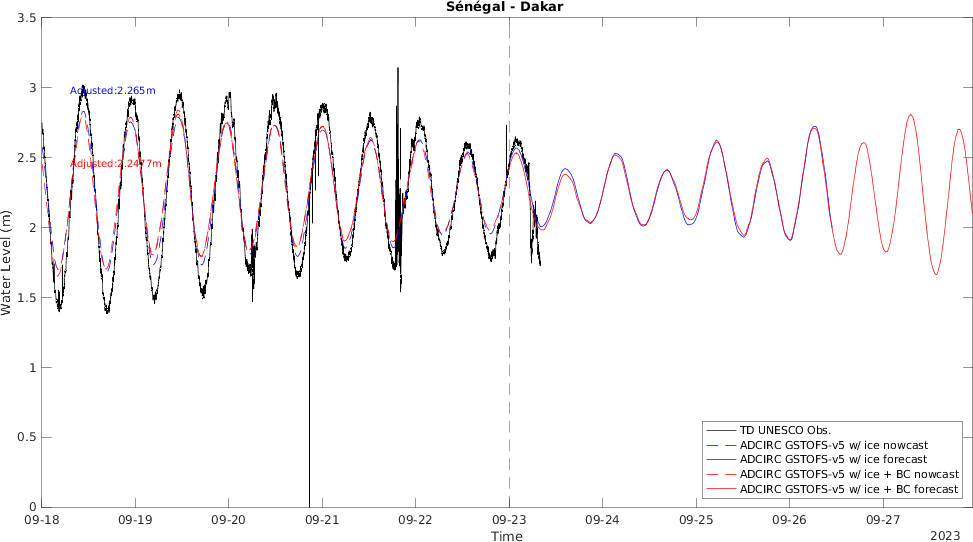 Sénégal - Dakar
3.5
3
2.5
2
1.5
1
0.5
0
Water Level (m)
Adjusted:2.265m
Adjusted:2.2477m
TD UNESCO Obs.
ADCIRC GSTOFS-v5 w/ ice nowcast
ADCIRC GSTOFS-v5 w/ ice forecast
ADCIRC GSTOFS-v5 w/ ice + BC nowcast
ADCIRC GSTOFS-v5 w/ ice + BC forecast
09-18 09-19 09-20 09-21 09-22 09-23 09-24 09-25 09-26 09-27
Time
2023